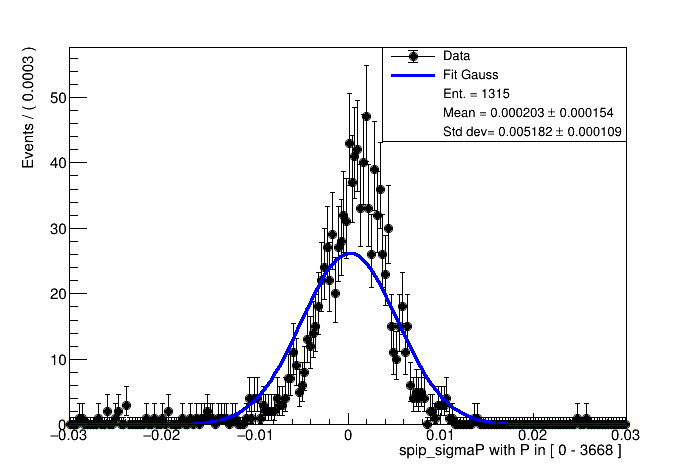 Events / ( 0.0003 )
50
40
30
20
10
0
−0.03 −0.02 −0.01 0 0.01 0.02 0.03
spip_sigmaP with P in [ 0 - 3668 ]
Data
Fit Gauss
Ent. = 1315
Mean = 0.000203 ± 0.000154
Std dev= 0.005182 ± 0.000109